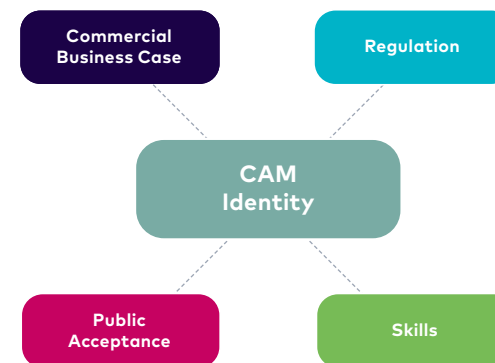 Commercial
Business Case
Regulation
CAM
Identity
Public
Acceptance
Skills